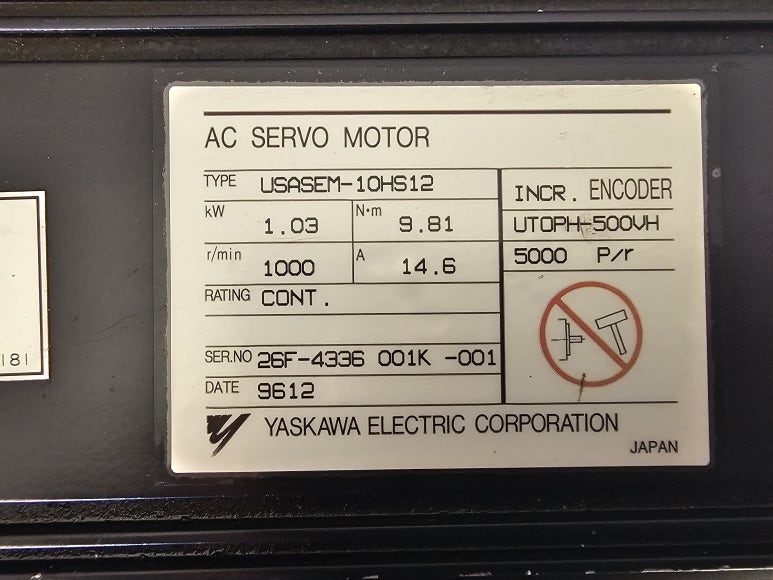 AC SERVO MOTOR
TYPE USASEM-10HS12
kW 1.03 N·m 9.81
r/min 1000 A 14.6
RATING CONT.
SER.NO 26F-4336 001K -001
DATE 9612
INCR. ENCODER
UTOPH-500VH
5000 P/r
YASKAWA ELECTRIC CORPORATION
JAPAN
181